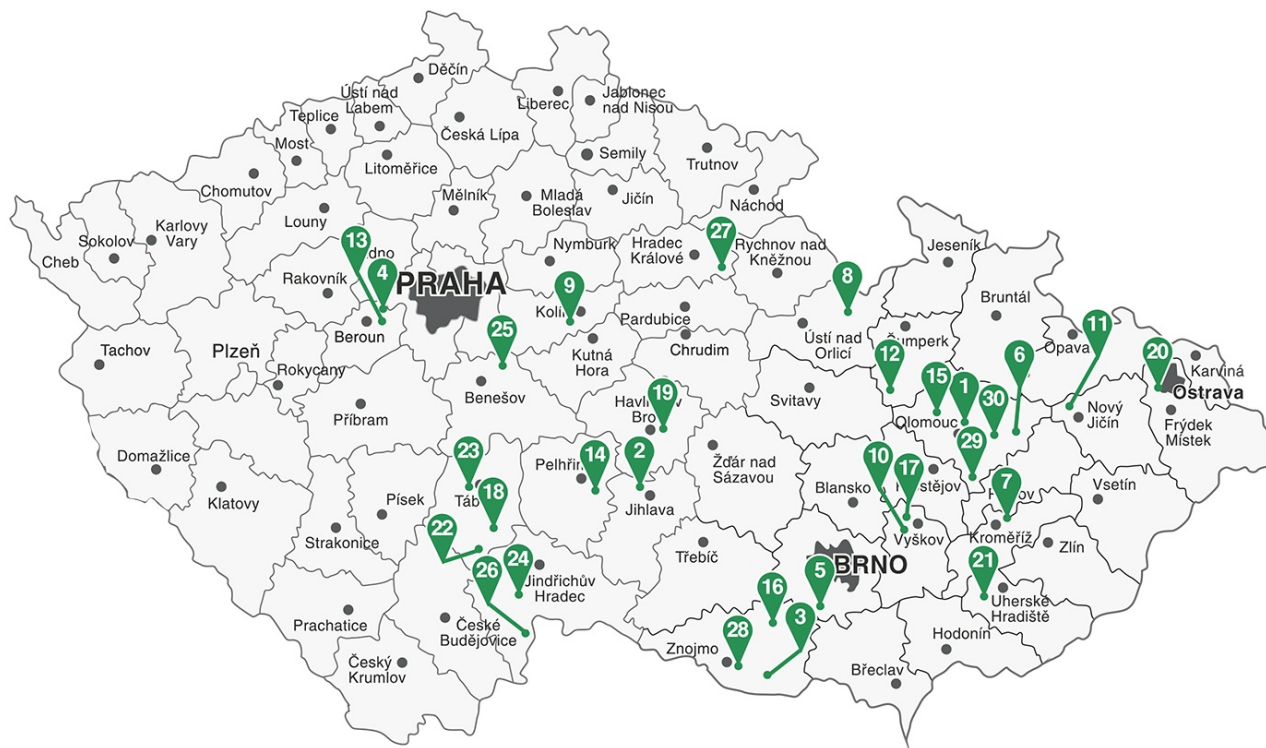 Děčín
Ústí nad
Labem
Teplice
Most
Liberec
Jablonec
nad Nisou
Česká Lípa
Litoměřice
Semily
Trutnov
Chomutov
Mělník
Mladá
Boleslav
Jičín
Náchod
Louny
Karlovy
Vary
Sokolov
Cheb
13
Nymburk
Hradec
Králové
27
Rychnov nad
Kněžnou
Jeseník
Rakovník
4
PRAHA
9
8
Bruntál
Pardubice
Beroun
25
Kutná
Hora
Chrudim
Ústí nad
Orlicí
11
Opava
Tachov
Plzeň
Rokycany
12
6
20
Karviná
Ostrava
Benešov
Příbram
Svitavy
15
1
30
Olomouc
Nový
Jičín
Frýdek
Místek
19
Domažlice
Klatovy
23
14
2
Žďár nad
Sázavou
10
17
29
Blansko
7
Vsetín
Písek
18
Jihlava
Strakonice
22
Vyškov
Kroměříž
Zlín
Třebíč
BRNO
26
24
Jindřichův
Hradec
16
5
21
Uherské
Hradiště
Prachatice
České
Budějovice
3
28
Znojmo
Hodonín
Český
Krumlov
Břeclav